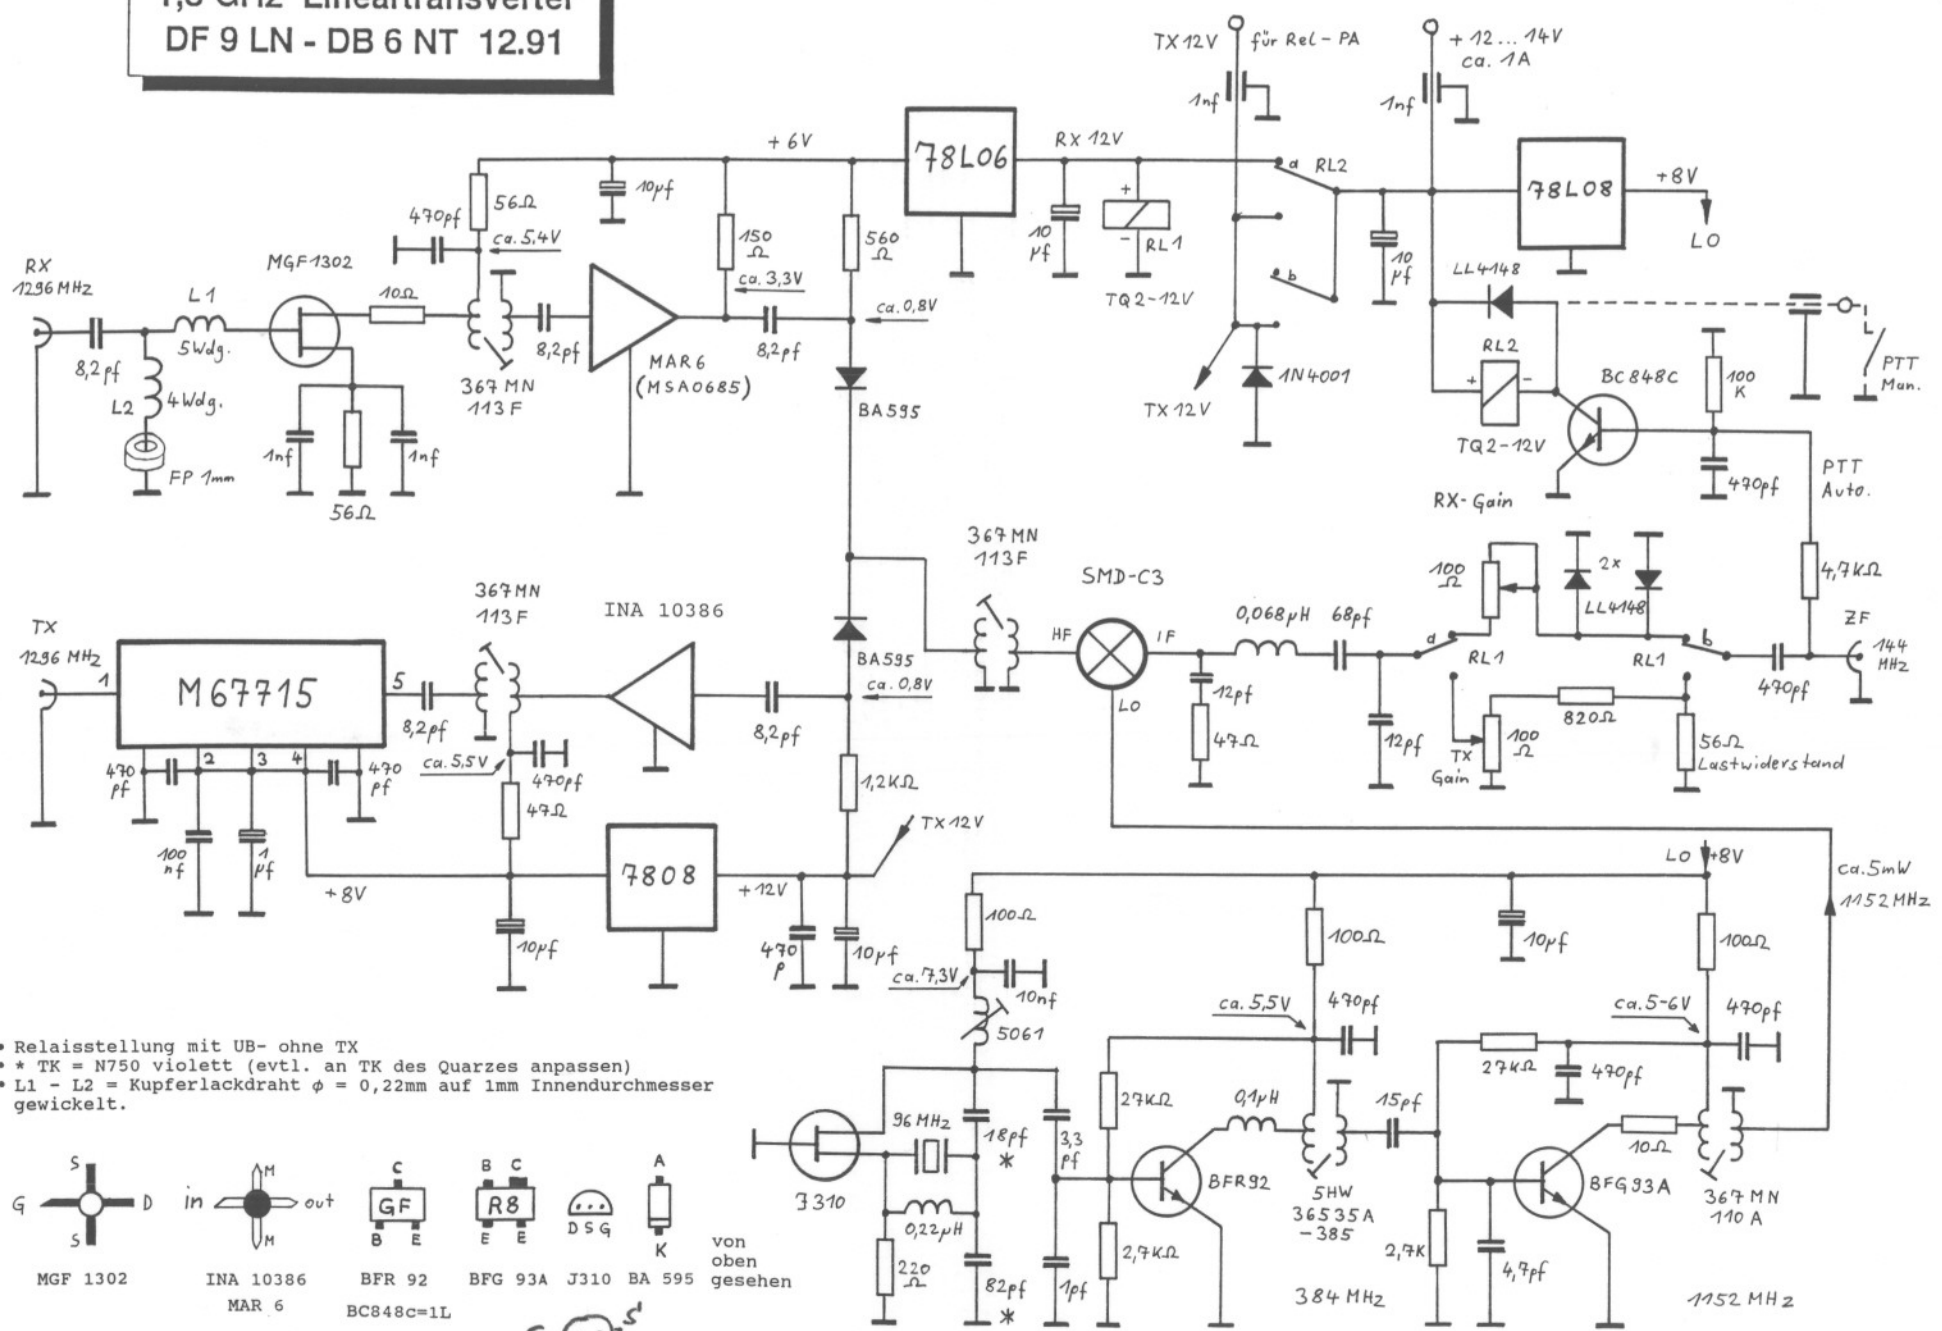 DF 9 LN - DB 6 NT 12.91
TX 12V für Rel-PA
+ 12 ... 14V
ca. 1A
1nf
1nf
+ 6V
78L06
RX 12V
a
RL2
78L08
+8V
LO
10µf
56Ω
470pf
ca. 5,4V
150
Ω
560
Ω
ca. 3,3V
ca. 0,8V
10
µf
+
-
RL1
TQ2-12V
b
10
µf
LL4148
RX
1296 MHz
L1
5Wdg.
MGF1302
10Ω
8,2pf
L2
4Wdg.
FP 1mm
1nf
1nf
56Ω
367 MN
113F
8,2pf
MAR 6
(MSA0685)
8,2pf
BA595
TX 12V
1N4001
RL2
+
-
TQ2-12V
BC 848C
100
K
PTT
Man.
470pf
PTT
Auto.
RX-Gain
4,7KΩ
ZF
144
MHz
TX
1296 MHz
1
M67715
5
2
3
4
470
pf
470
pf
100
nf
1
µf
+8V
8,2pf
367 MN
113F
ca. 5,5V
470pf
47Ω
10µf
INA 10386
8,2pf
BA595
ca. 0,8V
1,2KΩ
7808
+12V
TX 12V
470
p
10µf
367 MN
113F
SMD-C3
HF
IF
LO
0,068µH
68pf
12pf
47Ω
12pf
a
RL1
100
Ω
2x
LL4148
b
RL1
470pf
TX
Gain
100
Ω
820Ω
56Ω
Lastwiderstand
LO
+8V
ca. 5mW
1152 MHz
100Ω
ca. 7,3V
10nf
5061
100Ω
10µf
100Ω
ca. 5,5V
470pf
ca. 5-6V
470pf
27KΩ
470pf
96 MHz
18pf
*
3,3
pf
27KΩ
0,1µH
15pf
10Ω
J310
0,22µH
220
Ω
82pf
*
1pf
2,7KΩ
BFR92
5HW
36535A
-385
2,7K
4,7pf
BFG93A
367 MN
110 A
384 MHz
1152 MHz
• Relaisstellung mit UB- ohne TX
• * TK = N750 violett (evtl. an TK des Quarzes anpassen)
• L1 - L2 = Kupferlackdraht ϕ = 0,22mm auf 1mm Innendurchmesser
gewickelt.
S
G
D
S
MGF 1302
M
in
out
M
INA 10386
MAR 6
C
GF
B E
BFR 92
BC848c=1L
B C
R8
E E
BFG 93A
D S G
J310
A
K
BA 595
von
oben
gesehen